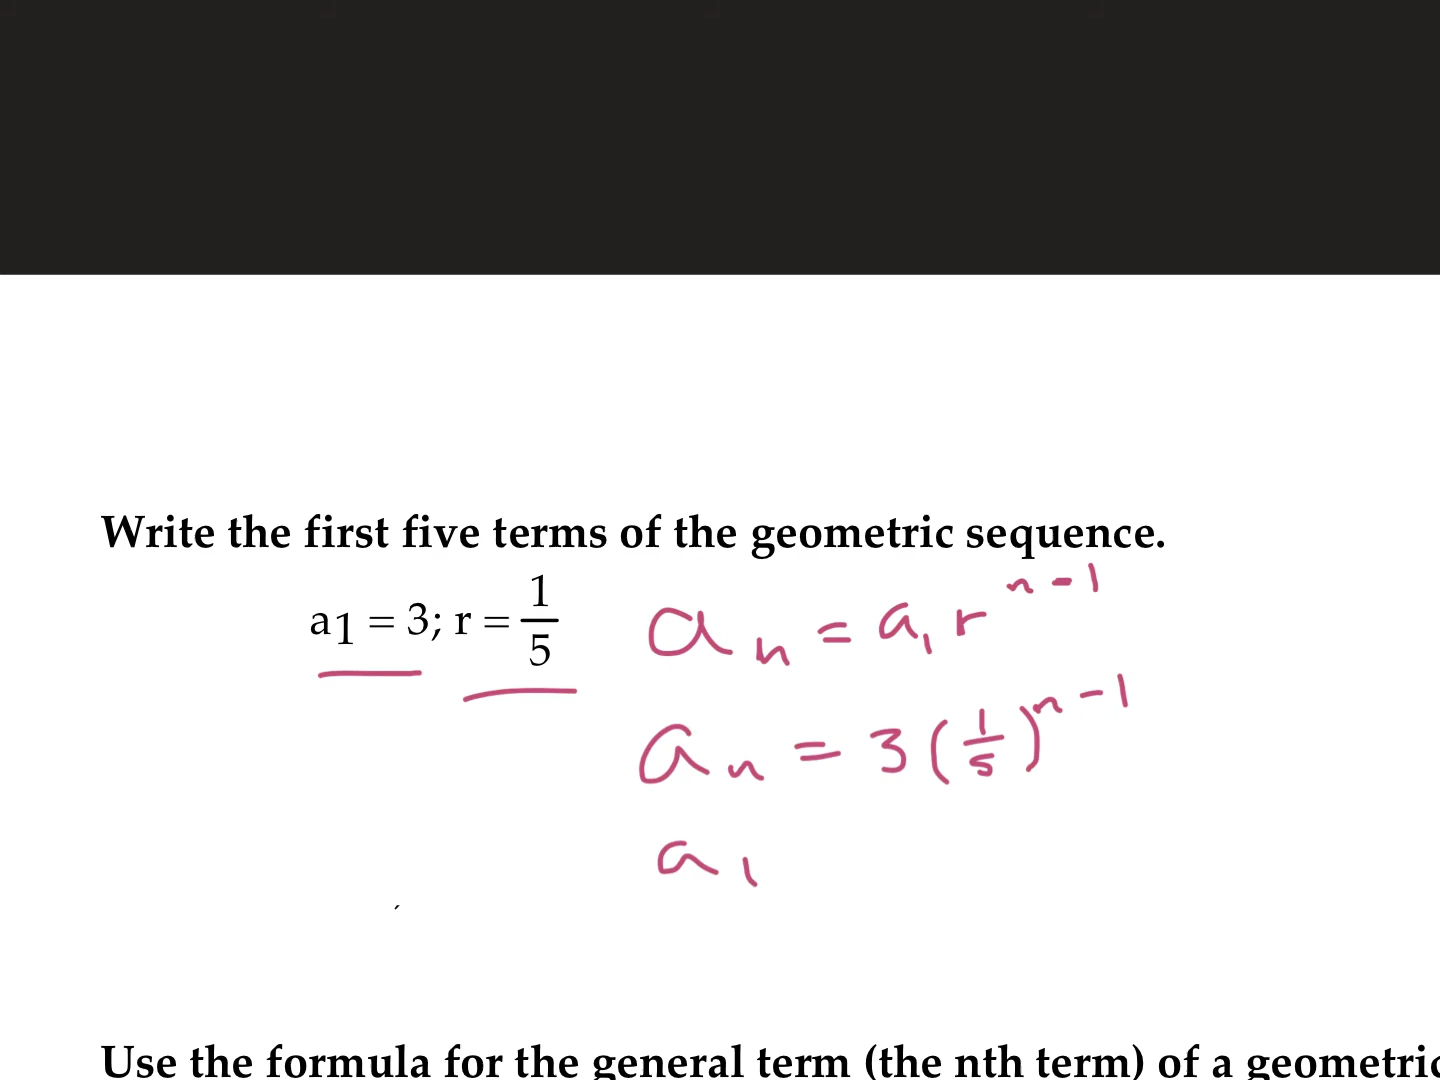 Write the first five terms of the geometric sequence.
a1 = 3; r = 1/5
aₙ = a₁ r^(n-1)
aₙ = 3(1/5)^(n-1)
a₁
Use the formula for the general term (the nth term) of a geometric